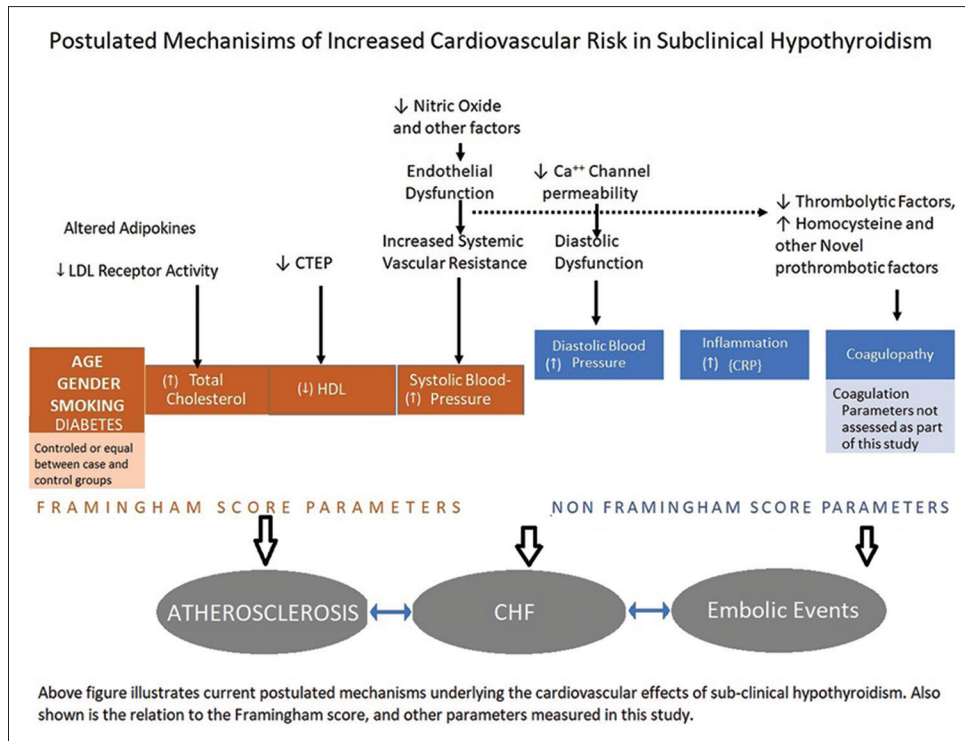 Postulated Mechanisims of Increased Cardiovascular Risk in Subclinical Hypothyroidism
↓ Nitric Oxide
and other factors
Endothelial
Dysfunction
↓ Ca⁺⁺ Channel
permeability
↓ Thrombolytic Factors,
↑ Homocysteine and
other Novel
prothrombotic factors
Altered Adipokines
↓ LDL Receptor Activity
↓ CTEP
Increased Systemic
Vascular Resistance
Diastolic
Dysfunction
AGE
GENDER
SMOKING
DIABETES
Controled or equal
between case and
control groups
(↑) Total
Cholesterol
(↓) HDL
Systolic Blood-
(↑) Pressure
Diastolic Blood
(↑) Pressure
Inflammation
(↑) {CRP}
Coagulopathy
Coagulation
Parameters not
assessed as part
of this study
FRAMINGHAM SCORE PARAMETERS
NON FRAMINGHAM SCORE PARAMETERS
ATHEROSCLEROSIS
CHF
Embolic Events
Above figure illustrates current postulated mechanisms underlying the cardiovascular effects of sub-clinical hypothyroidism. Also
shown is the relation to the Framingham score, and other parameters measured in this study.